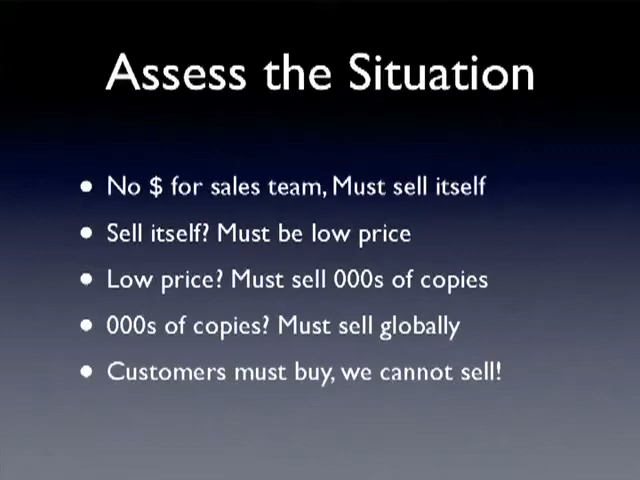 Assess the Situation
• No $ for sales team, Must sell itself
• Sell itself? Must be low price
• Low price? Must sell 000s of copies
• 000s of copies? Must sell globally
• Customers must buy, we cannot sell!